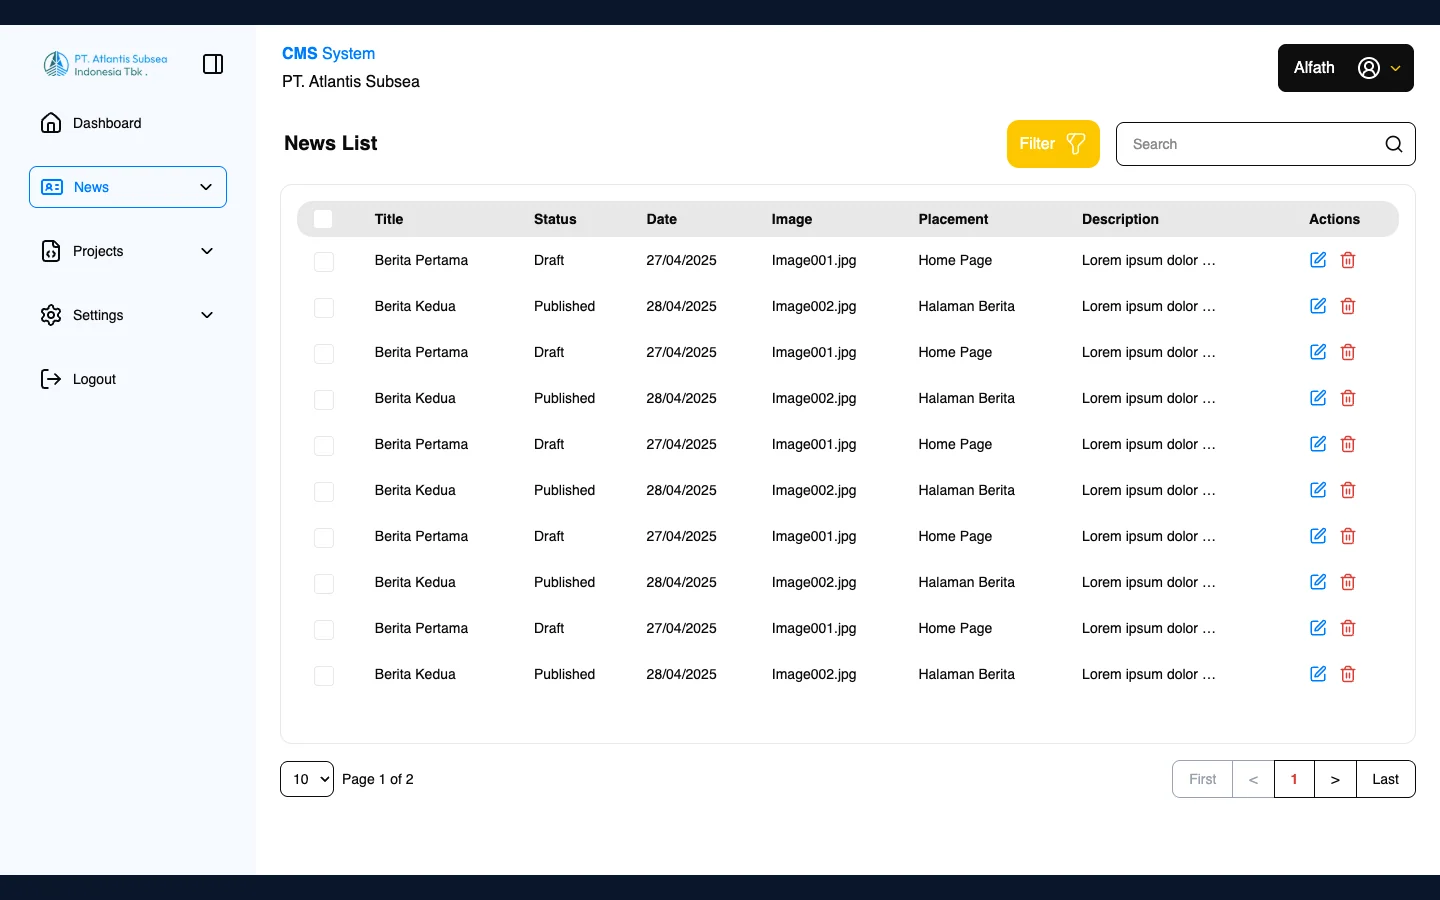 PT. Atlantis Subsea
Indonesia Tbk .
Dashboard
News
Projects
Settings
Logout
CMS System
PT. Atlantis Subsea
Alfath
News List
Filter
Search
Title Status Date Image Placement Description Actions
Berita Pertama Draft 27/04/2025 Image001.jpg Home Page Lorem ipsum dolor …
Berita Kedua Published 28/04/2025 Image002.jpg Halaman Berita Lorem ipsum dolor …
Berita Pertama Draft 27/04/2025 Image001.jpg Home Page Lorem ipsum dolor …
Berita Kedua Published 28/04/2025 Image002.jpg Halaman Berita Lorem ipsum dolor …
Berita Pertama Draft 27/04/2025 Image001.jpg Home Page Lorem ipsum dolor …
Berita Kedua Published 28/04/2025 Image002.jpg Halaman Berita Lorem ipsum dolor …
Berita Pertama Draft 27/04/2025 Image001.jpg Home Page Lorem ipsum dolor …
Berita Kedua Published 28/04/2025 Image002.jpg Halaman Berita Lorem ipsum dolor …
Berita Pertama Draft 27/04/2025 Image001.jpg Home Page Lorem ipsum dolor …
Berita Kedua Published 28/04/2025 Image002.jpg Halaman Berita Lorem ipsum dolor …
10 Page 1 of 2
First < 1 > Last